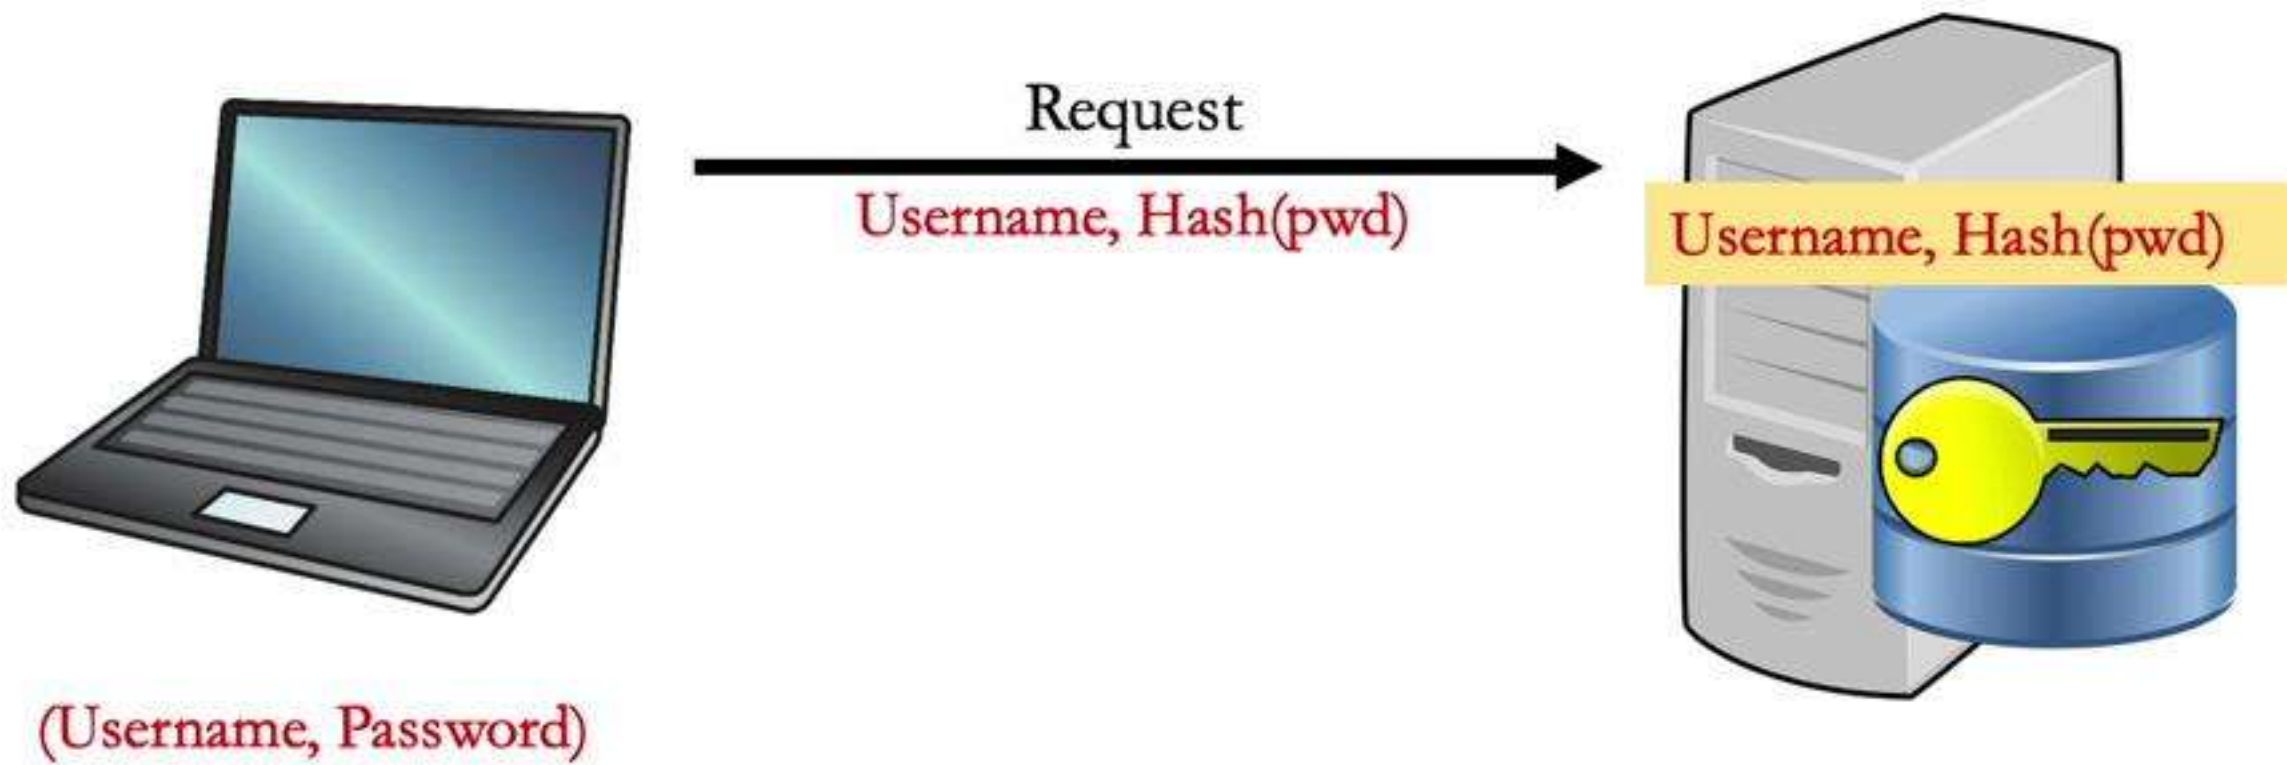 Request
Username, Hash(pwd)
Username, Hash(pwd)
(Username, Password)